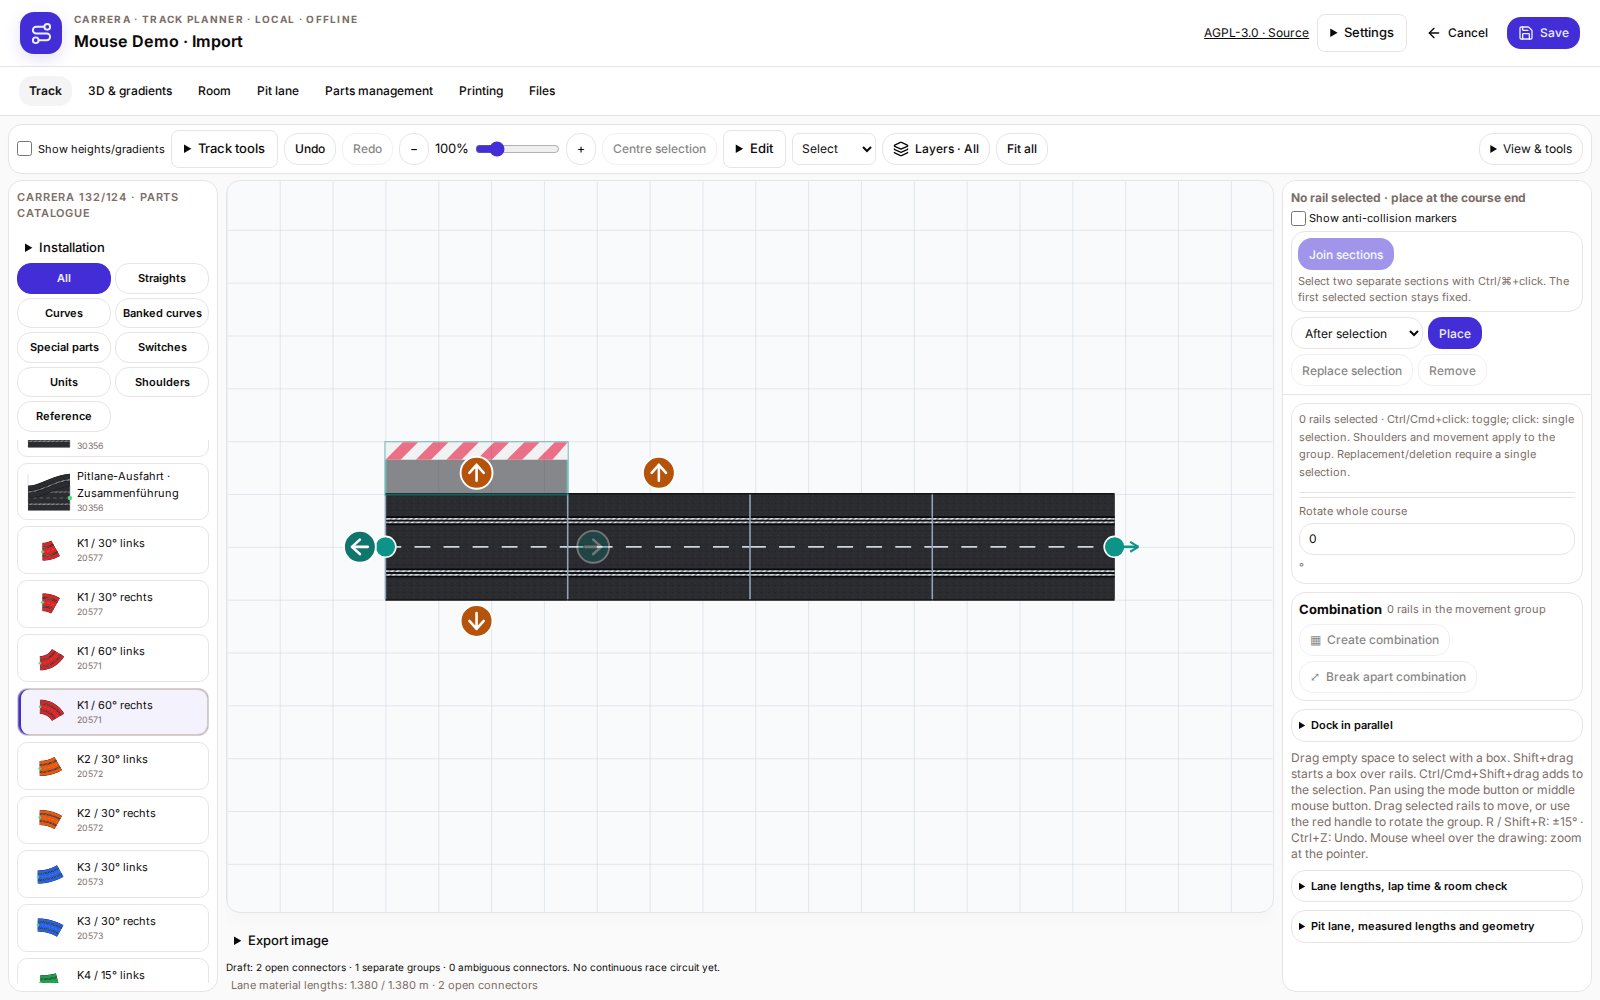 CARRERA · TRACK PLANNER · LOCAL · OFFLINE
Mouse Demo · Import
AGPL-3.0 · Source
Settings
Cancel
Save
Track
3D & gradients
Room
Pit lane
Parts management
Printing
Files
Show heights/gradients
Track tools
Undo
Redo
−
100%
+
Centre selection
Edit
Select
Layers · All
Fit all
View & tools
CARRERA 132/124 · PARTS
CATALOGUE
Installation
All
Straights
Curves
Banked curves
Special parts
Switches
Units
Shoulders
Reference
30356
Pitlane-Ausfahrt ·
Zusammenführung
30356
K1 / 30° links
20577
K1 / 30° rechts
20577
K1 / 60° links
20571
K1 / 60° rechts
20571
K2 / 30° links
20572
K2 / 30° rechts
20572
K3 / 30° links
20573
K3 / 30° rechts
20573
K4 / 15° links
Export image
Draft: 2 open connectors · 1 separate groups · 0 ambiguous connectors. No continuous race circuit yet.
Lane material lengths: 1.380 / 1.380 m · 2 open connectors
No rail selected · place at the course end
Show anti-collision markers
Join sections
Select two separate sections with Ctrl/⌘+click. The
first selected section stays fixed.
After selection
Place
Replace selection
Remove
0 rails selected · Ctrl/Cmd+click: toggle; click: single
selection. Shoulders and movement apply to the
group. Replacement/deletion require a single
selection.
Rotate whole course
0
°
Combination 0 rails in the movement group
Create combination
Break apart combination
Dock in parallel
Drag empty space to select with a box. Shift+drag
starts a box over rails. Ctrl/Cmd+Shift+drag adds to
the selection. Pan using the mode button or middle
mouse button. Drag selected rails to move, or use
the red handle to rotate the group. R / Shift+R: ±15° ·
Ctrl+Z: Undo. Mouse wheel over the drawing: zoom
at the pointer.
Lane lengths, lap time & room check
Pit lane, measured lengths and geometry